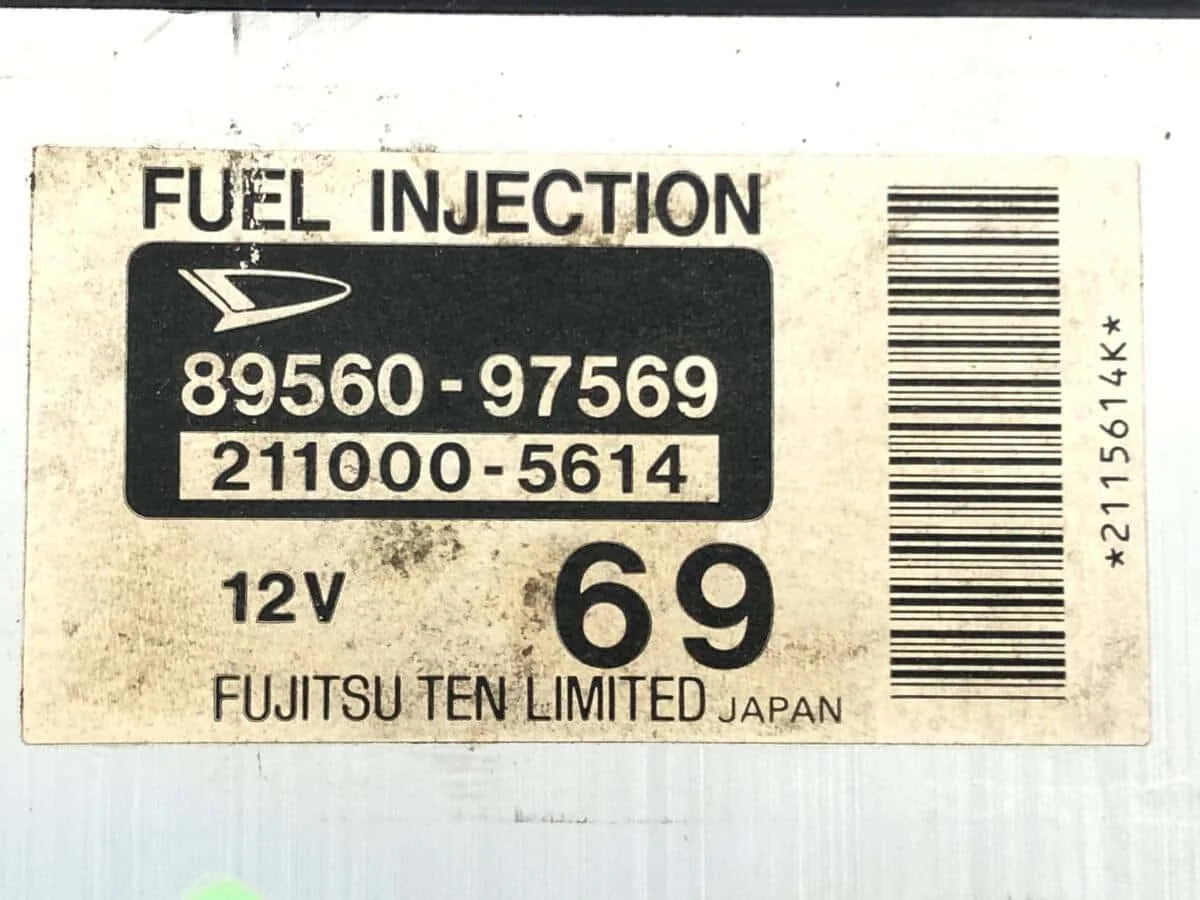 FUEL INJECTION
89560-97569
211000-5614
12V
69
FUJITSU TEN LIMITED JAPAN
*2115614K*